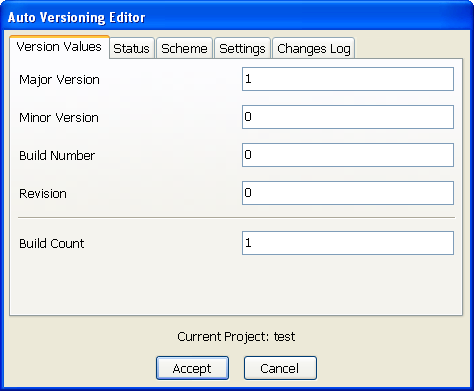 Auto Versioning Editor
Version Values Status Scheme Settings Changes Log
Major Version 1
Minor Version 0
Build Number 0
Revision 0
Build Count 1
Current Project: test
Accept Cancel